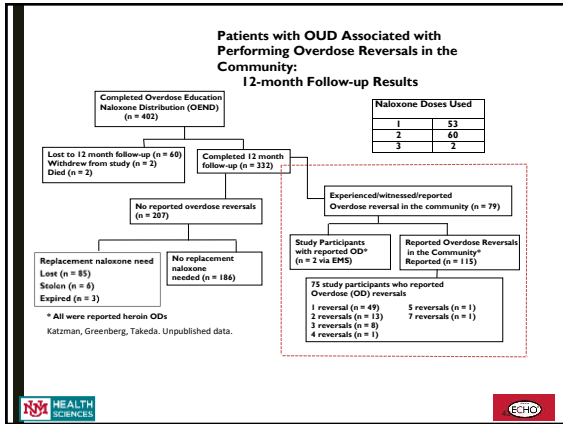 Patients with OUD Associated with
Performing Overdose Reversals in the
Community:
12-month Follow-up Results
Completed Overdose Education
Naloxone Distribution (OEND)
(n = 402)
Naloxone Doses Used
1 53
2 60
3 2
Lost to 12 month follow-up (n = 60)
Withdrew from study (n = 2)
Died (n = 2)
Completed 12 month
follow-up (n = 332)
Experienced/witnessed/reported
Overdose reversal in the community (n = 79)
No reported overdose reversals
(n = 207)
Study Participants
with reported OD*
(n = 2 via EMS)
Reported Overdose Reversals
in the Community*
Reported (n = 115)
Replacement naloxone need
Lost (n = 85)
Stolen (n = 6)
Expired (n = 3)
No replacement
naloxone
needed (n = 186)
75 study participants who reported
Overdose (OD) reversals
1 reversal (n = 49) 5 reversals (n = 1)
2 reversals (n = 13) 7 reversals (n = 1)
3 reversals (n = 8)
4 reversals (n = 1)
* All were reported heroin ODs
Katzman, Greenberg, Takeda. Unpublished data.
UNM HEALTH
SCIENCES
ECHO